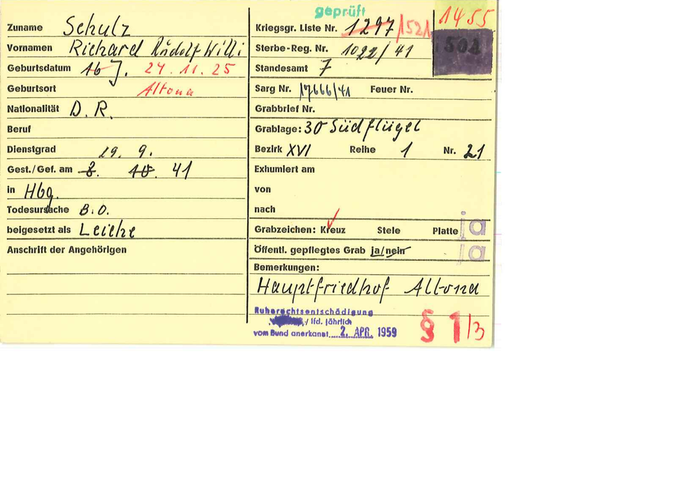 geprüft
Zuname Schulz
Vornamen Richard Rudolf Willi
Geburtsdatum 16 J. 24.11.25
Geburtsort Altona
Nationalität D.R.
Beruf
Dienstgrad 29. 9.
Gest./Gef. am 8. 10. 41
in Hbg.
Todesursache B.O.
beigesetzt als Leiche
Anschrift der Angehörigen
Kriegsgr. Liste Nr. 1297/1521
1455
502
Sterbe-Reg. Nr. 1022/41
Standesamt 7
Sarg Nr. 17666/41 Feuer Nr.
Grabbrief Nr.
Grablage: 30 Südflügel
Bezirk XVI Reihe 1 Nr. 21
Exhumiert am
von
nach
Grabzeichen: Kreuz Stele Platte ja
Öffentl. gepflegtes Grab ja/nein ja
Bemerkungen:
Hauptfriedhof Altona
Ruherechtsentschädigung
/ lfd. jährlich
vom Bund anerkannt 2. APR. 1959
§ 1/3